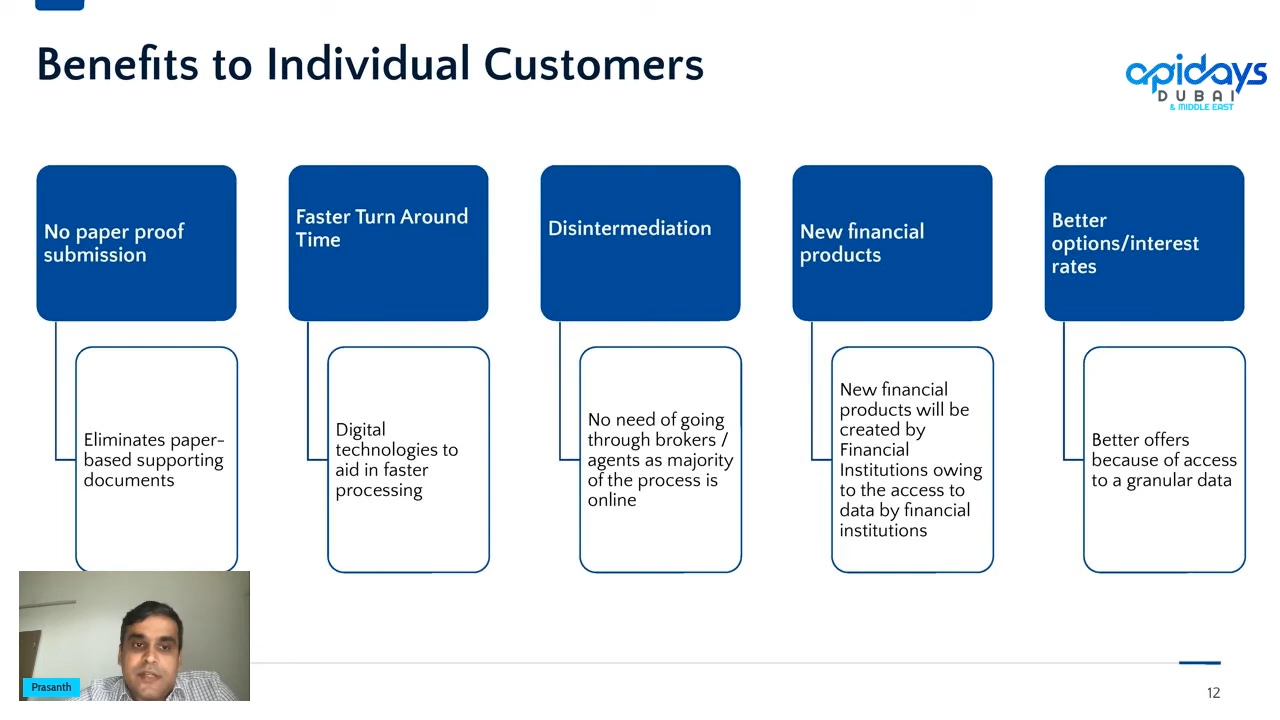 Benefits to Individual Customers
apidays
DUBAI
& MIDDLE EAST
No paper proof
submission
Eliminates paper-
based supporting
documents
Faster Turn Around
Time
Digital
technologies to
aid in faster
processing
Disintermediation
No need of going
through brokers /
agents as majority
of the process is
online
New financial
products
New financial
products will be
created by
Financial
Institutions owing
to the access to
data by financial
institutions
Better
options/interest
rates
Better offers
because of access
to a granular data
Prasanth
12